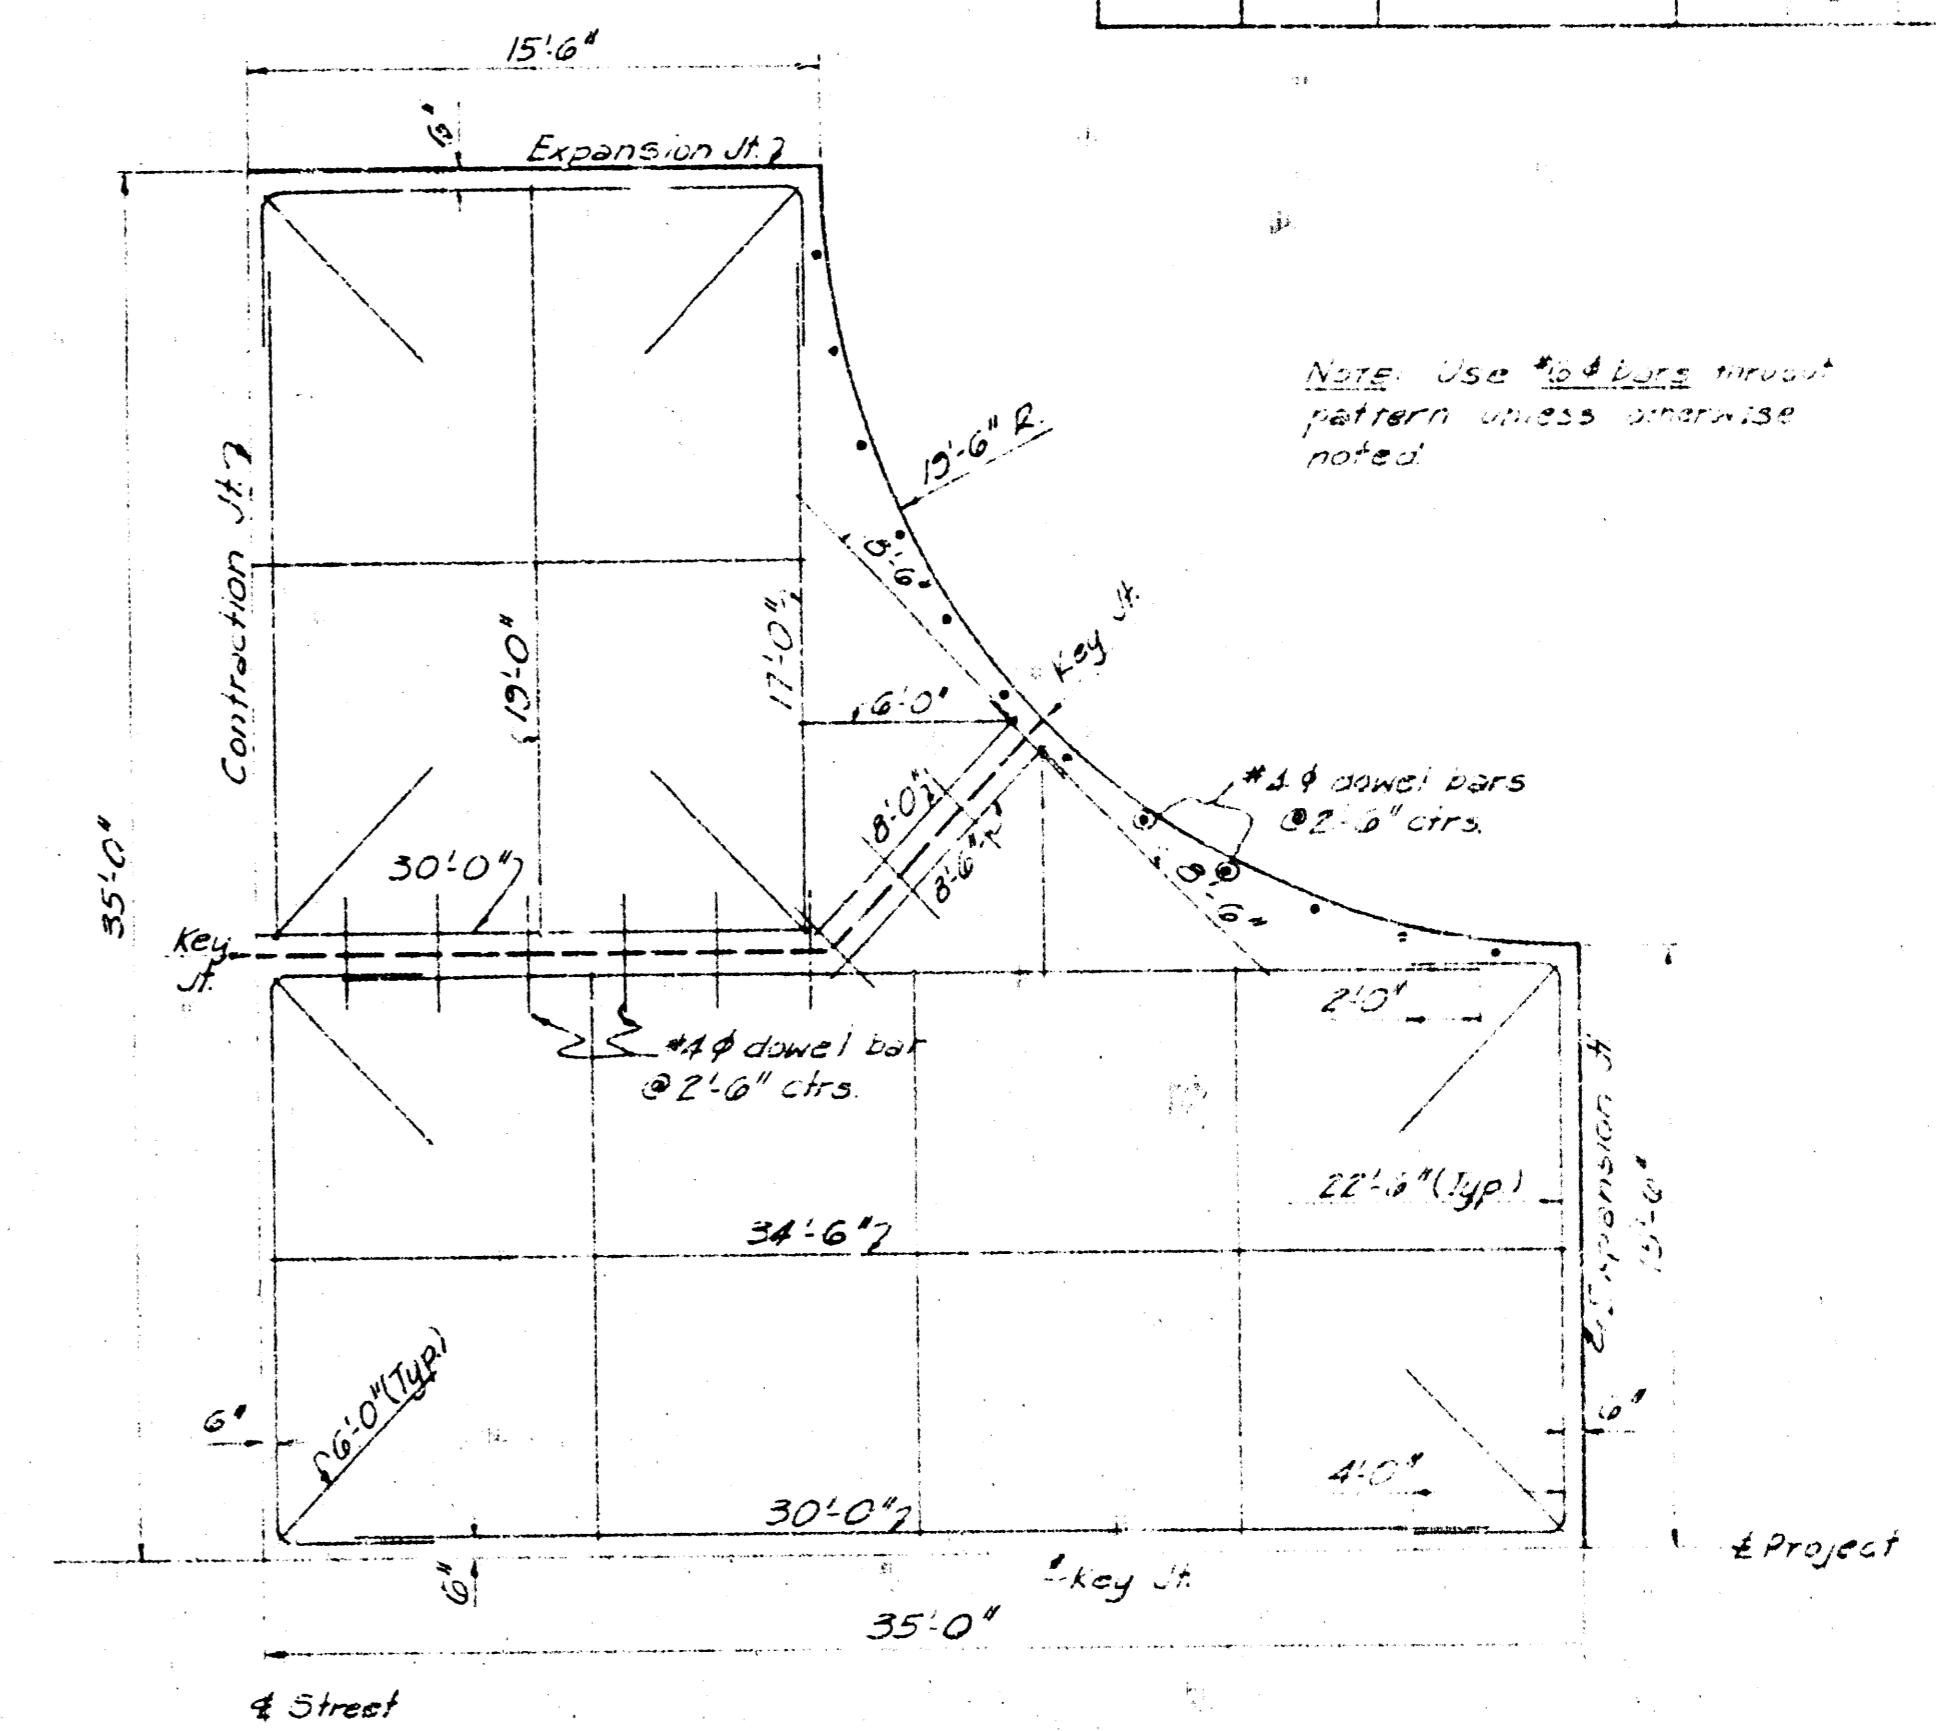 15'-6"
6"
Expansion Jt.
NOTE: Use #6 ϕ bars thruout
pattern unless otherwise
noted.
19'-6" R.
Contraction Jt.
8'-6"
Key Jt.
19'-0"
17'-0"
6'-0"
#4 ϕ dowel bars
@ 2'-6" ctrs.
8'-0"
8'-6"
8'-6"
35'-0"
30'-0"
Key
Jt.
2'-0"
#4 ϕ dowel bar
@ 2'-6" ctrs.
Expansion Jt
22'-6" (Typ.)
34'-6"
6'-0" (Typ.)
6"
6"
4'-0"
30'-0"
℄ Project
6"
Key Jt.
35'-0"
℄ Street